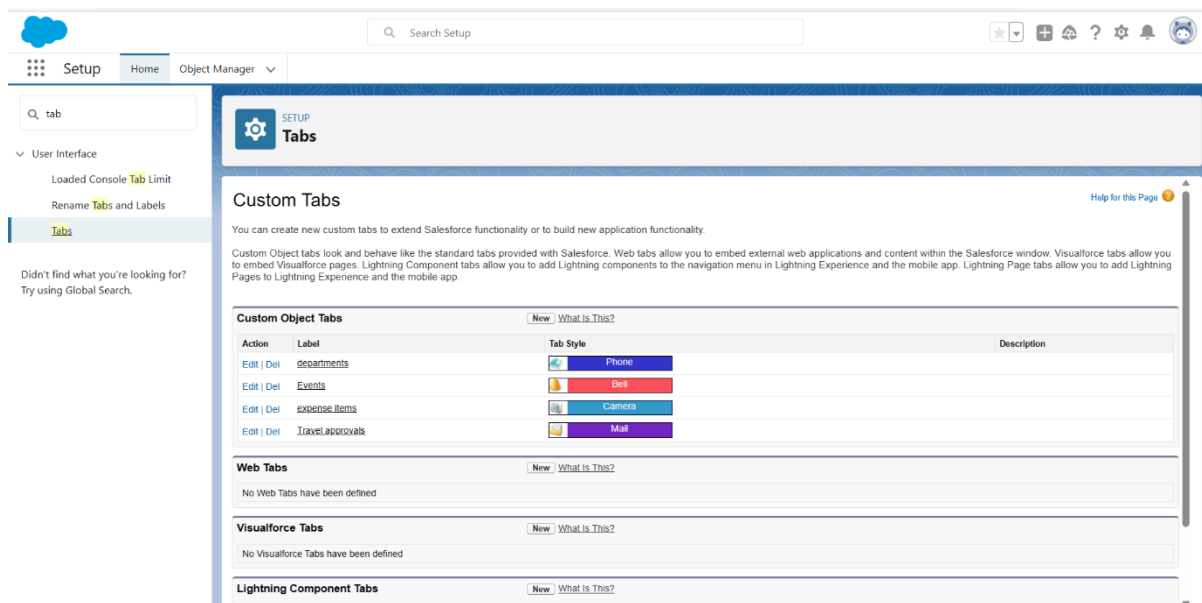 Search Setup
Setup
Home
Object Manager
tab
User Interface
Loaded Console Tab Limit
Rename Tabs and Labels
Tabs
Didn't find what you're looking for?
Try using Global Search.
SETUP
Tabs
Custom Tabs
Help for this Page
You can create new custom tabs to extend Salesforce functionality or to build new application functionality.
Custom Object tabs look and behave like the standard tabs provided with Salesforce. Web tabs allow you to embed external web applications and content within the Salesforce window. Visualforce tabs allow you
to embed Visualforce pages. Lightning Component tabs allow you to add Lightning components to the navigation menu in Lightning Experience and the mobile app. Lightning Page tabs allow you to add Lightning
Pages to Lightning Experience and the mobile app.
Custom Object Tabs New What Is This?
Action Label Tab Style Description
Edit | Del departments Phone
Edit | Del Events Bell
Edit | Del expense items Camera
Edit | Del Travel approvals Mail
Web Tabs New What Is This?
No Web Tabs have been defined
Visualforce Tabs New What Is This?
No Visualforce Tabs have been defined
Lightning Component Tabs New What Is This?